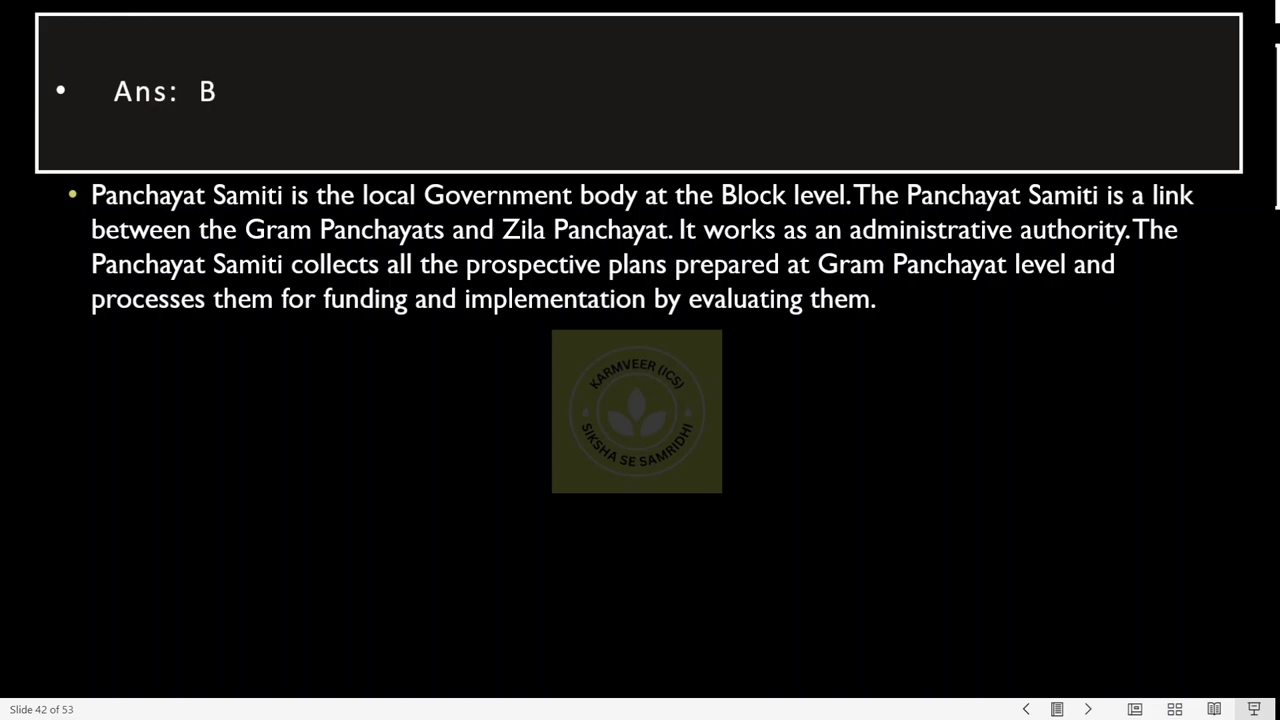 • Ans: B
• Panchayat Samiti is the local Government body at the Block level. The Panchayat Samiti is a link
between the Gram Panchayats and Zila Panchayat. It works as an administrative authority. The
Panchayat Samiti collects all the prospective plans prepared at Gram Panchayat level and
processes them for funding and implementation by evaluating them.
KARMVEER (ICS)
SIKSHA SE SAMRIDHI
Slide 42 of 53